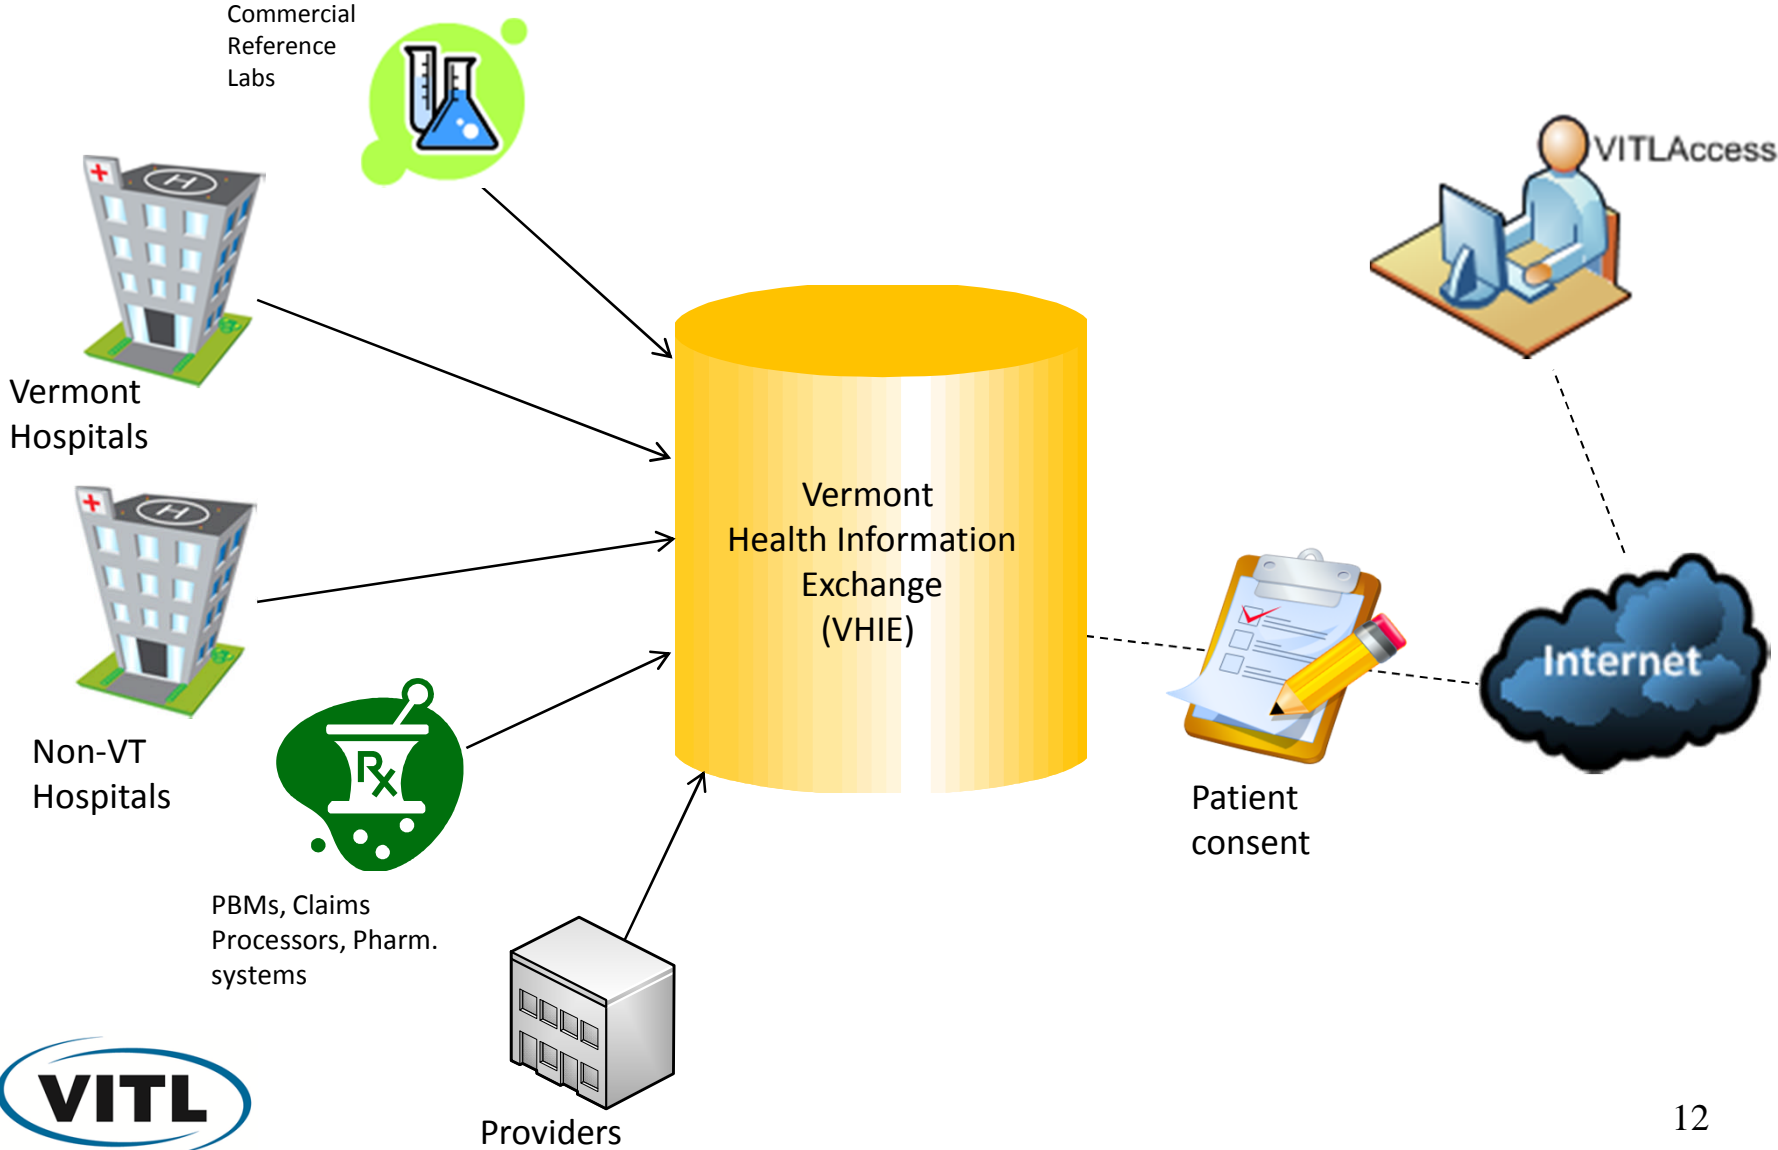 Commercial
Reference
Labs
H
VITLAccess
Vermont
Hospitals
H
Vermont
Health Information
Exchange
(VHIE)
Internet
Non-VT
Hospitals
Rx
Patient
consent
PBMs, Claims
Processors, Pharm.
systems
VITL
Providers
12